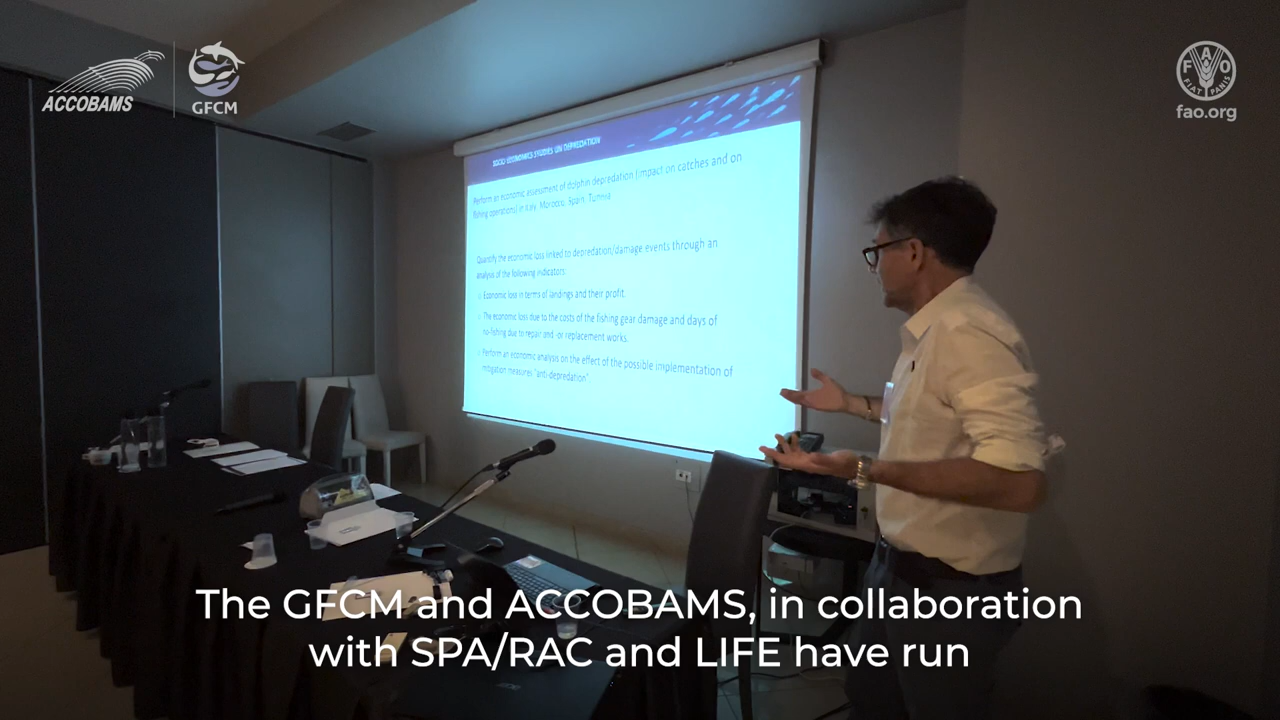 ACCOBAMS
GFCM
FAO
FIAT PANIS
fao.org
SOCIO ECONOMICS STUDIES ON DEPREDATION
Perform an economic assessment of dolphin depredation (impact on catches and on
fishing operations) in Italy, Morocco, Spain, Tunisia
Quantify the economic loss linked to depredation/damage events through an
analysis of the following indicators:
Economic loss in terms of landings and their profit.
The economic loss due to the costs of the fishing gear damage and days of
no-fishing due to repair and -or replacement works.
Perform an economic analysis on the effect of the possible implementation of
mitigation measures "anti-depredation".
The GFCM and ACCOBAMS, in collaboration
with SPA/RAC and LIFE have run